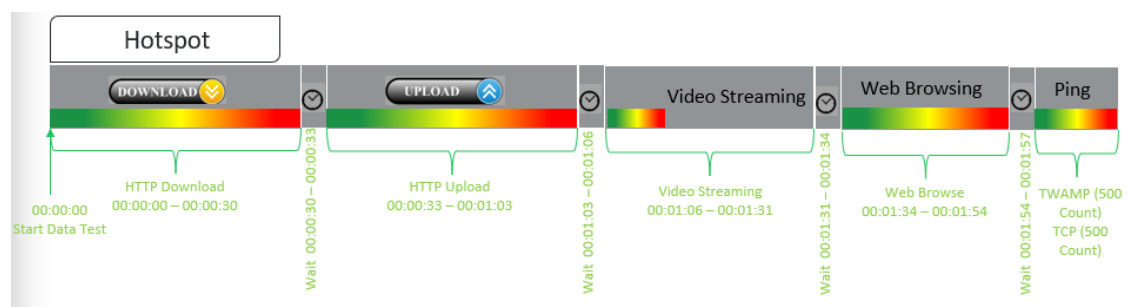 Hotspot
DOWNLOAD
UPLOAD
Video Streaming
Web Browsing
Ping
00:00:00
Start Data Test
HTTP Download
00:00:00 – 00:00:30
Wait 00:00:30 – 00:00:33
HTTP Upload
00:00:33 – 00:01:03
Wait 00:01:03 – 00:01:06
Video Streaming
00:01:06 – 00:01:31
Wait 00:01:31 – 00:01:34
Web Browse
00:01:34 – 00:01:54
Wait 00:01:54 – 00:01:57
TWAMP (500
Count)
TCP (500
Count)